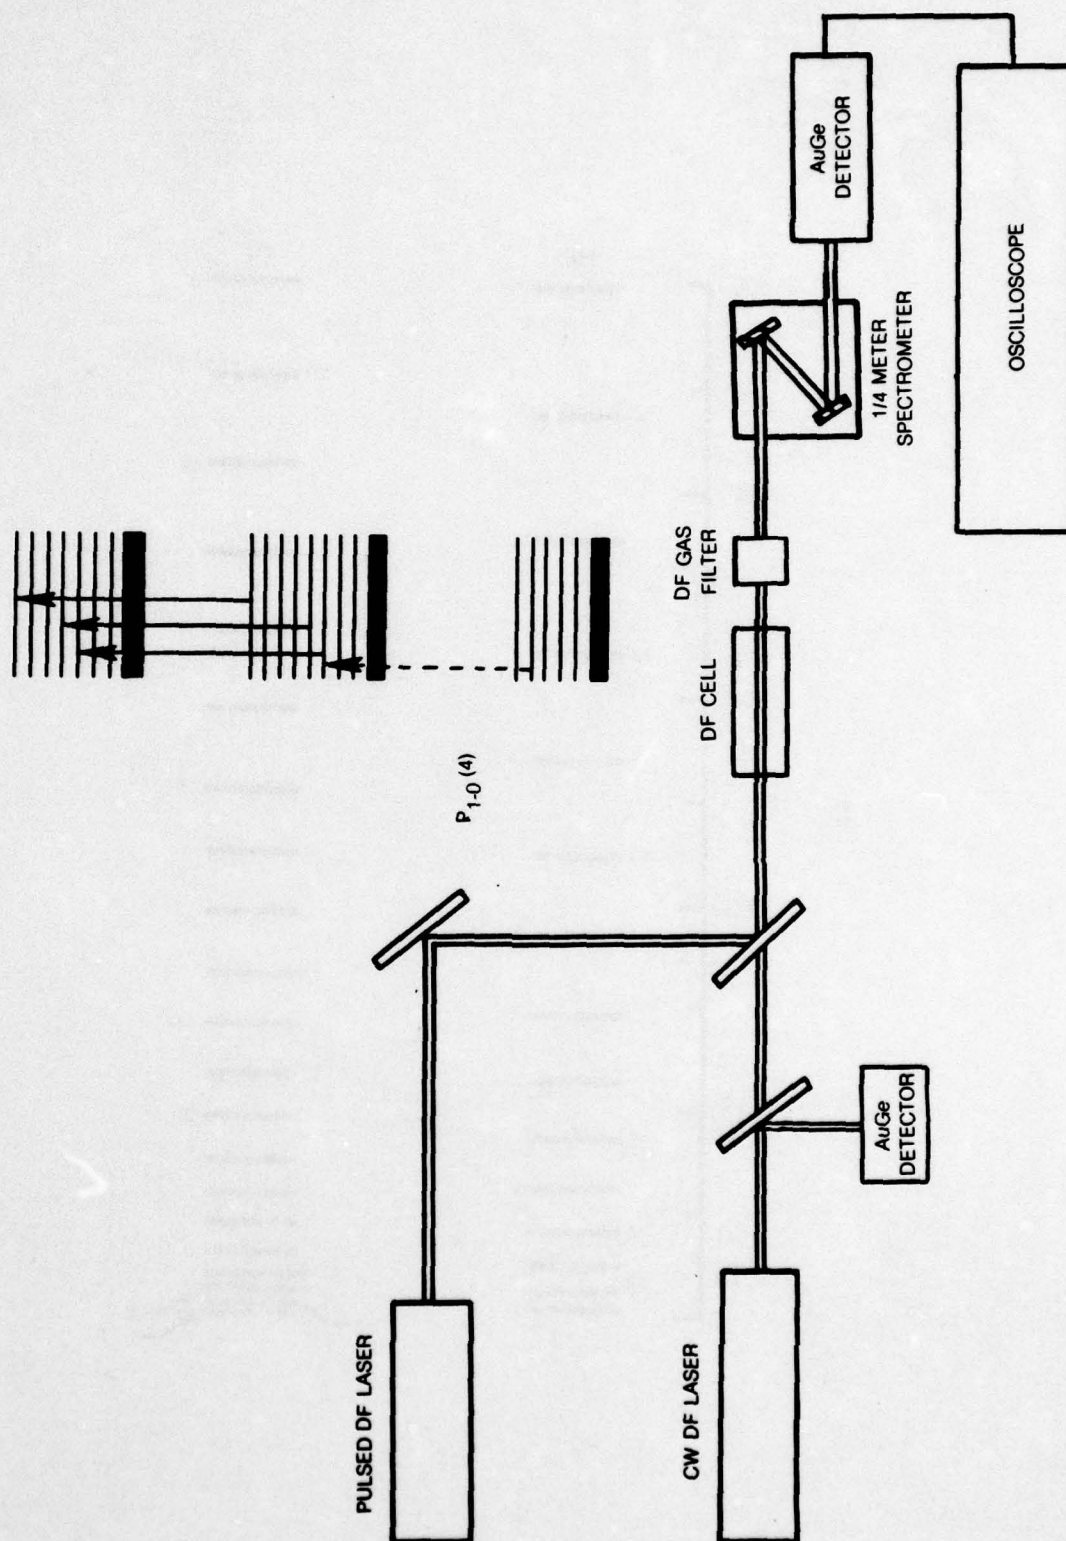 PULSED DF LASER
CW DF LASER
AuGe
DETECTOR
P1-0 (4)
DF CELL
DF GAS
FILTER
1/4 METER
SPECTROMETER
AuGe
DETECTOR
OSCILLOSCOPE